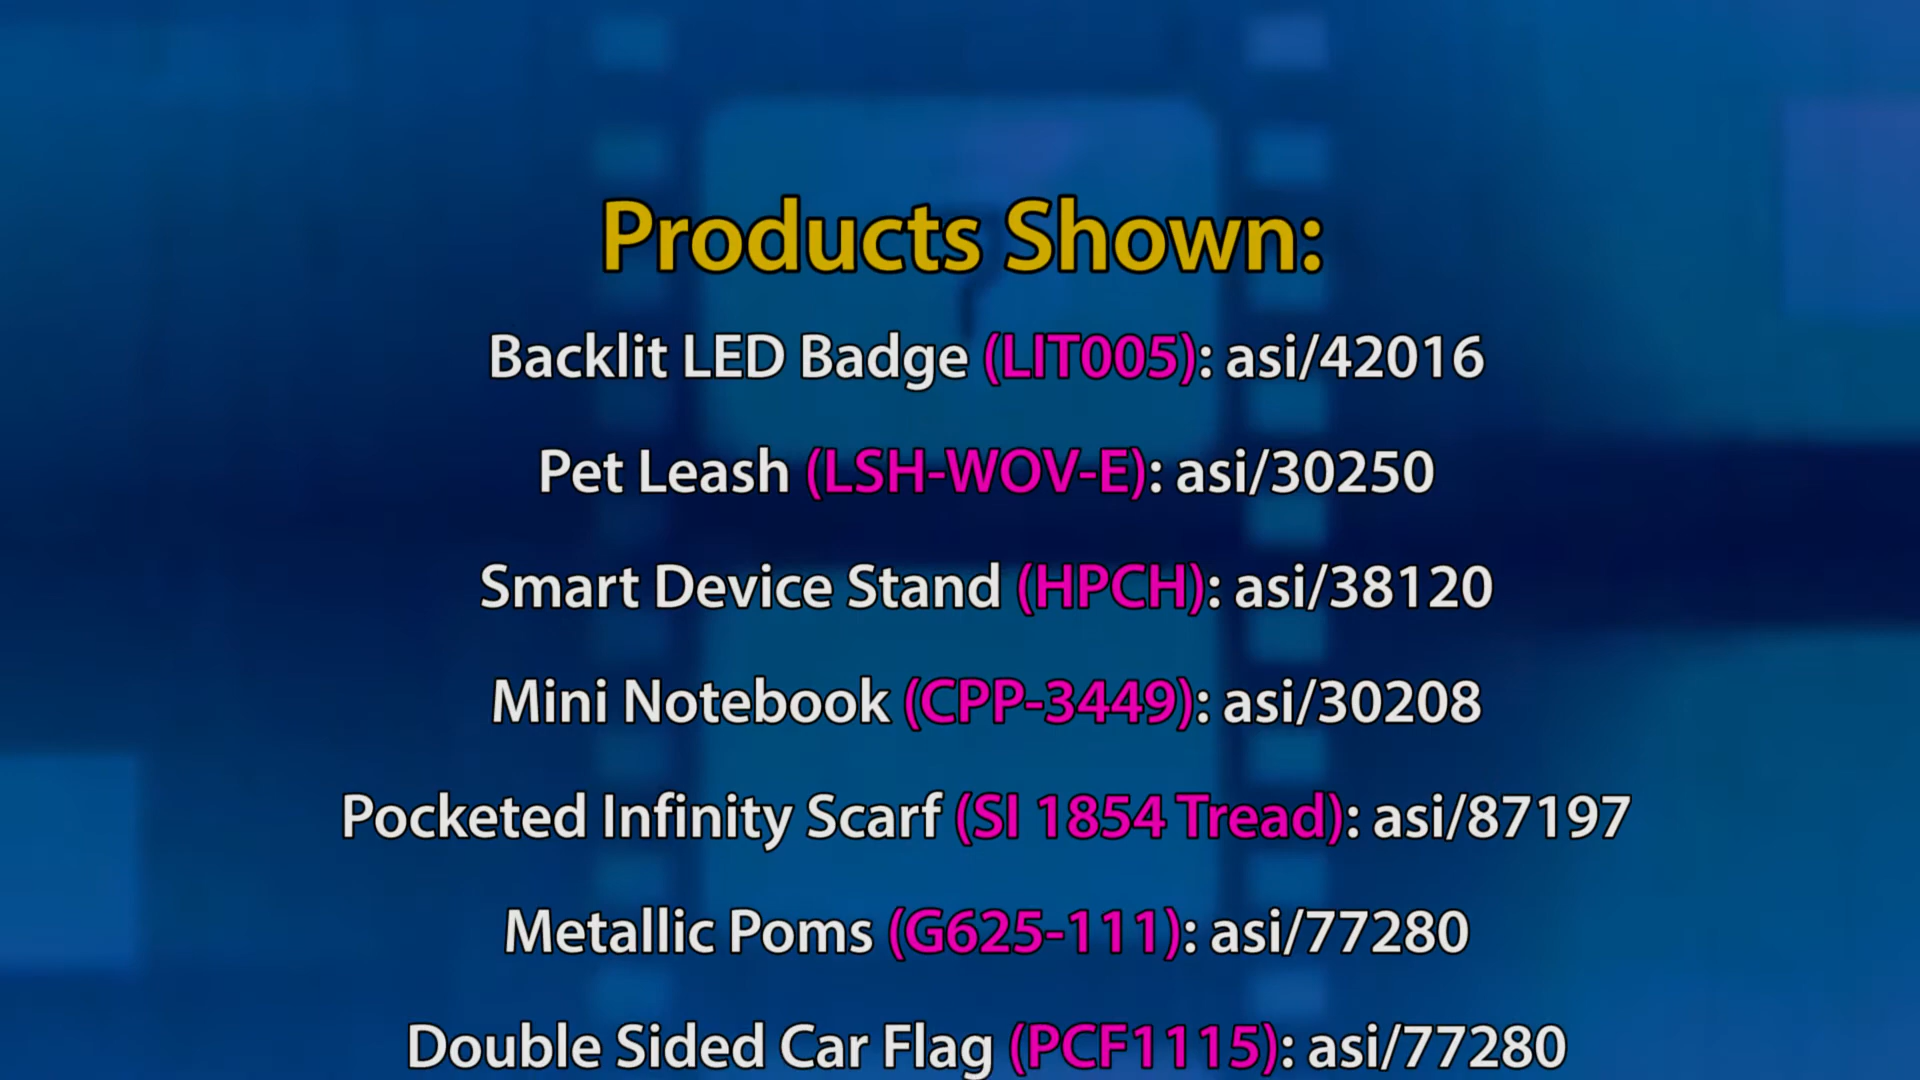 Products Shown:
Backlit LED Badge (LIT005): asi/42016
Pet Leash (LSH-WOV-E): asi/30250
Smart Device Stand (HPCH): asi/38120
Mini Notebook (CPP-3449): asi/30208
Pocketed Infinity Scarf (SI 1854 Tread): asi/87197
Metallic Poms (G625-111): asi/77280
Double Sided Car Flag (PCF1115): asi/77280